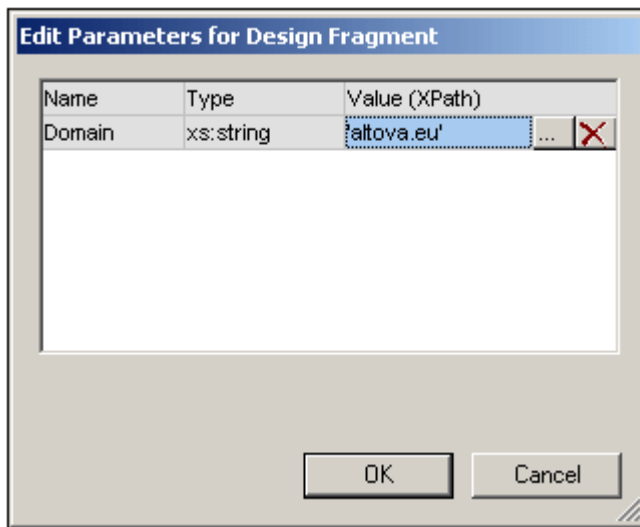 Edit Parameters for Design Fragment
Name Type Value (XPath)
Domain xs:string 'altova.eu' ...
OK Cancel